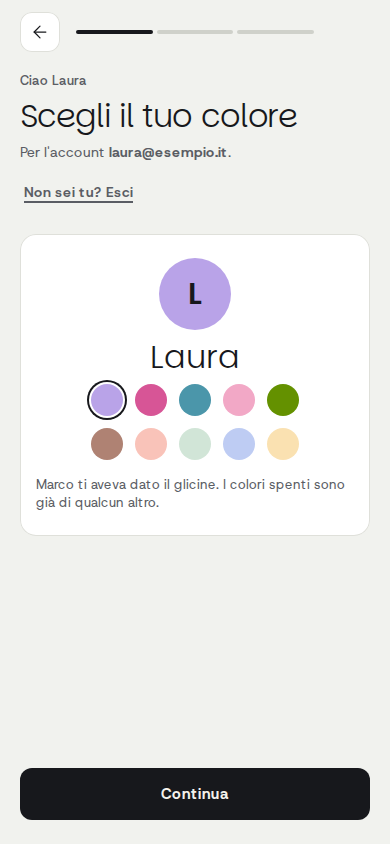 Ciao Laura
Scegli il tuo colore
Per l'account laura@esempio.it.
Non sei tu? Esci
L
Laura
Marco ti aveva dato il glicine. I colori spenti sono
già di qualcun altro.
Continua